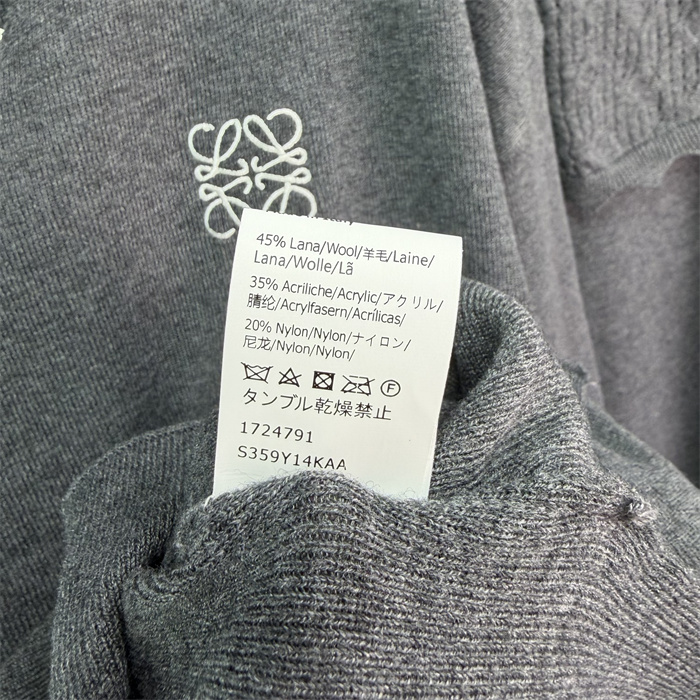 45% Lana/Wool/羊毛/Laine/
Lana/Wolle/Lã
35% Acriliche/Acrylic/アクリル/
腈纶/Acrylfasern/Acrílicas/
20% Nylon/Nylon/ナイロン/
尼龙/Nylon/Nylon/
F
タンブル乾燥禁止
1724791
S359Y14KAA